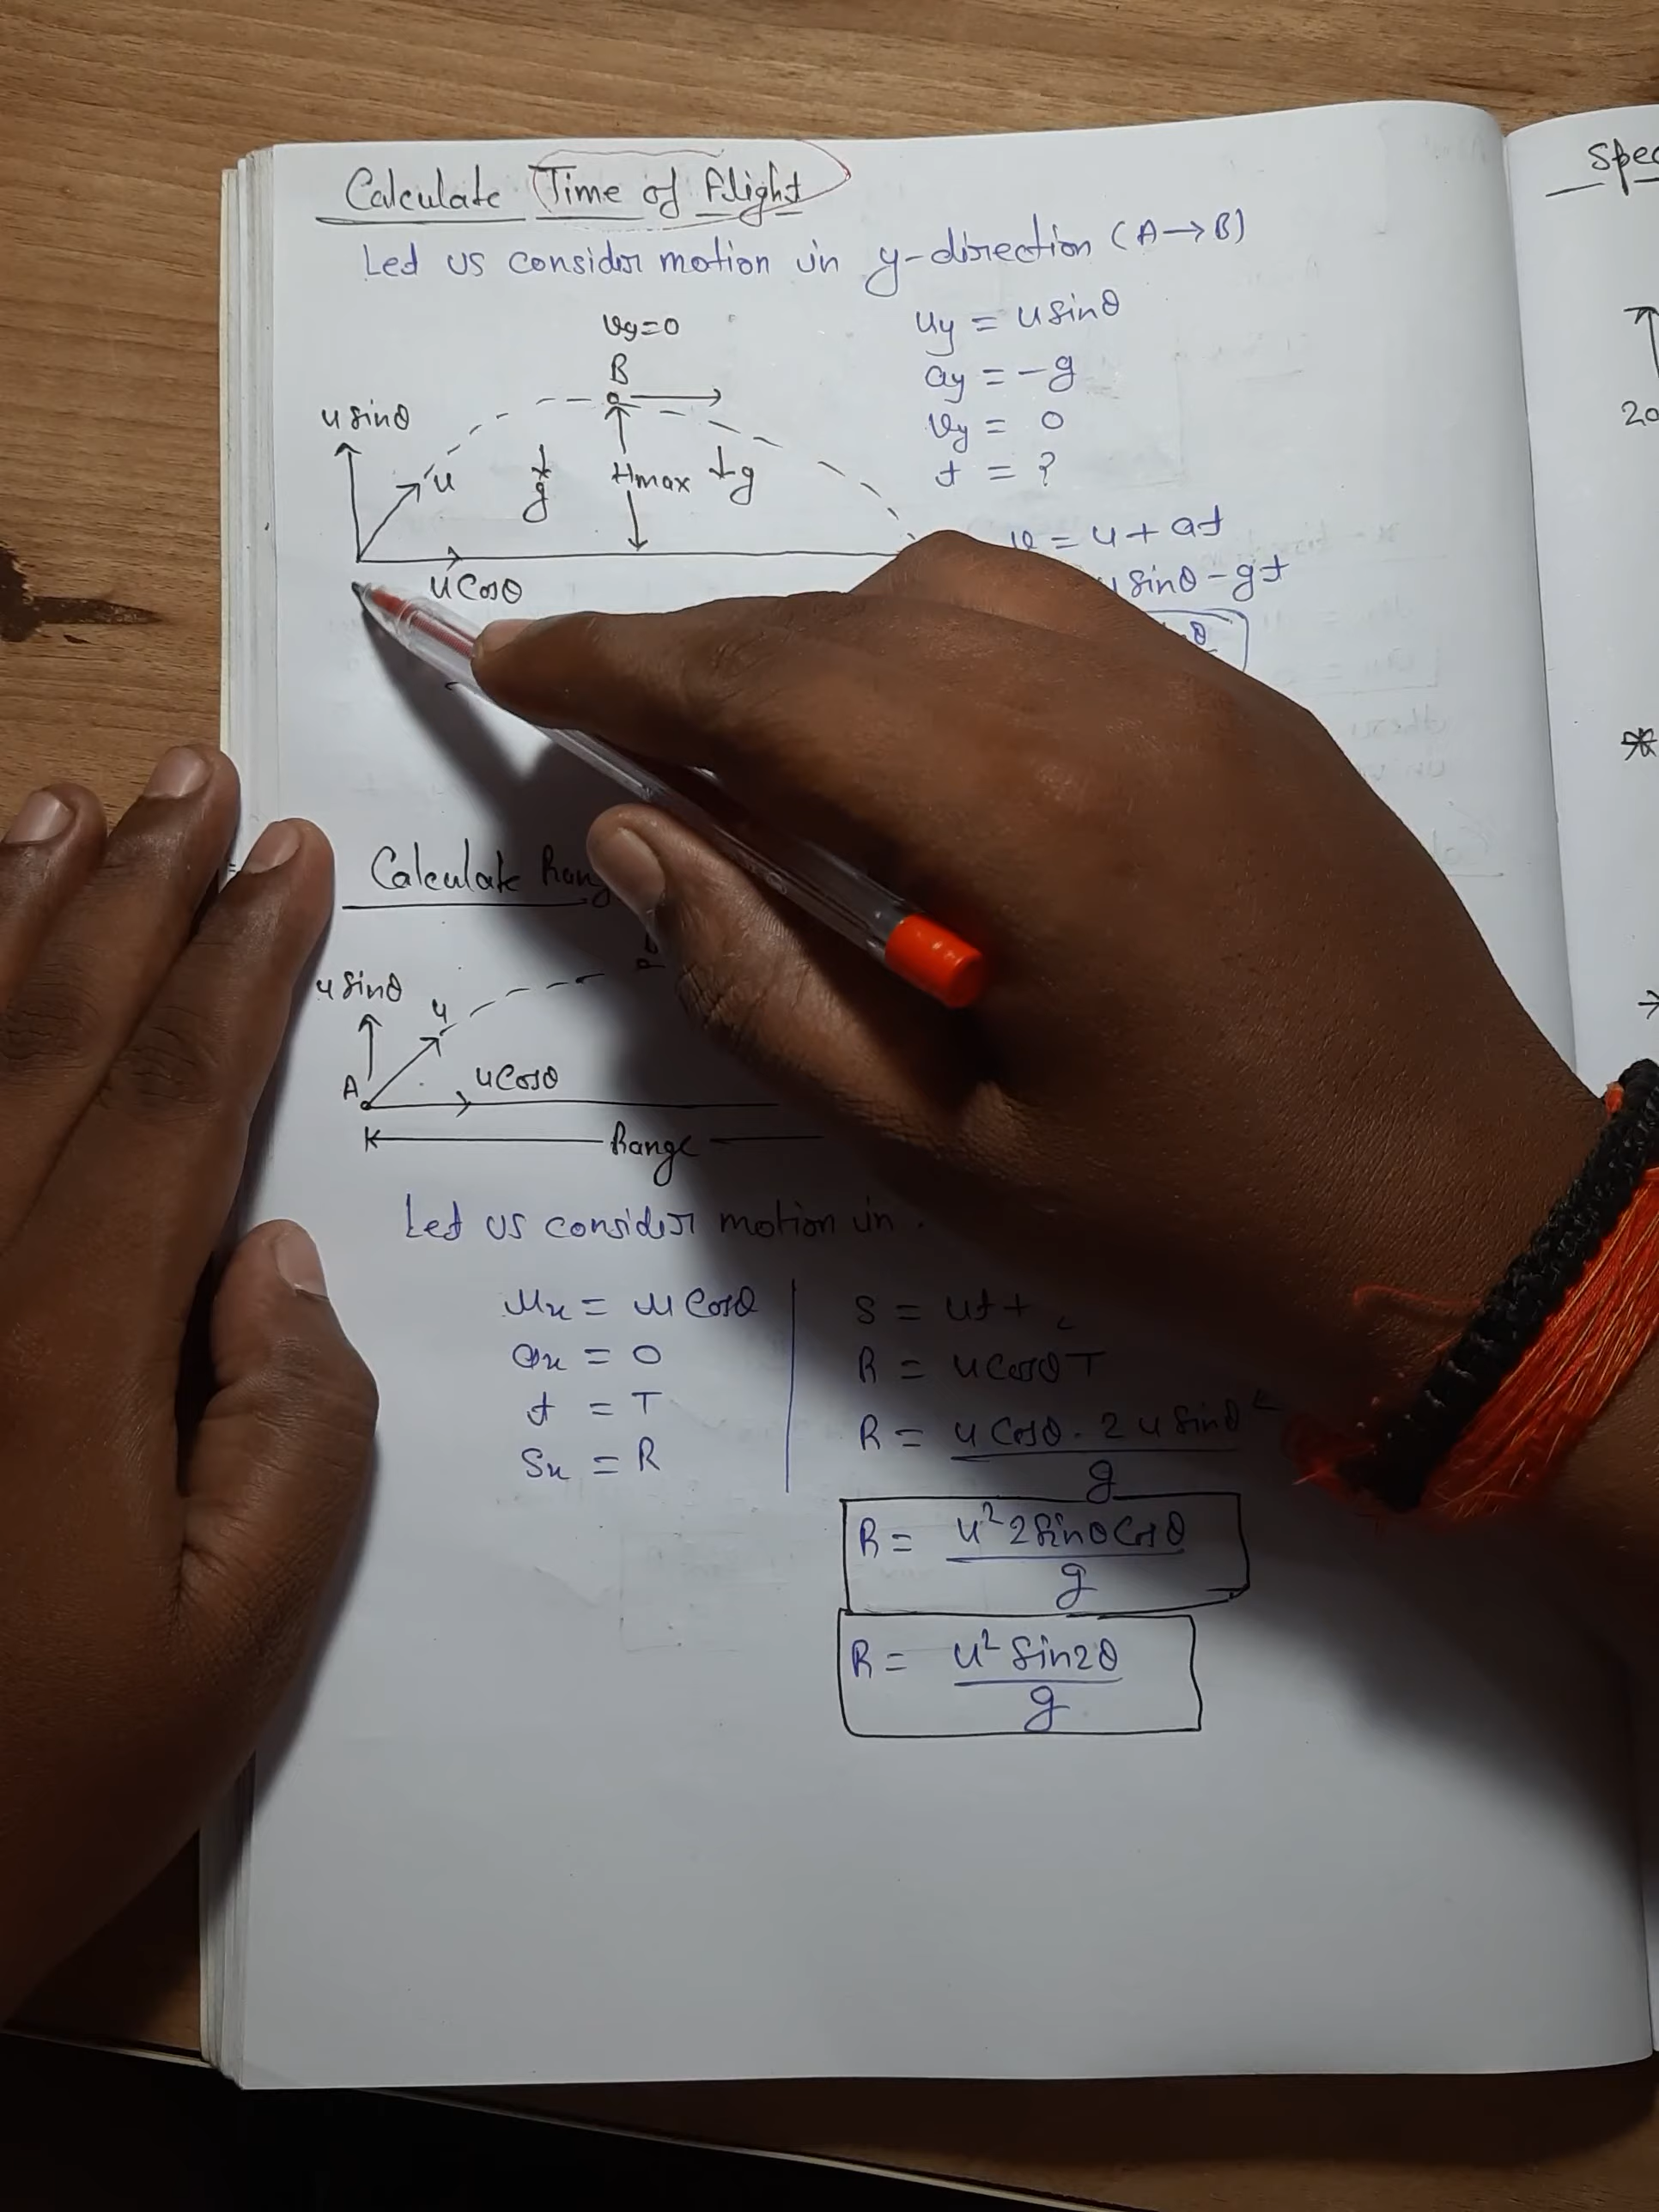 Calculate Time of flight
Let us consider motion in y-direction (A→B)
vy=0
B
u sinθ
u
g
Hmax
g
u Cosθ
uy = u sinθ
ay = -g
vy = 0
t = ?
v = u + at
sinθ - gt
θ
Calculate
u sinθ
u
A
u Cosθ
Range
Let us consider motion in
ux = u Cosθ
ax = 0
t = T
Sx = R
S = ut +
R = u Cosθ T
R = u Cosθ . 2 u Sinθ
g
R = u² 2 Sinθ Cosθ
g
R = u² Sin2θ
g
20